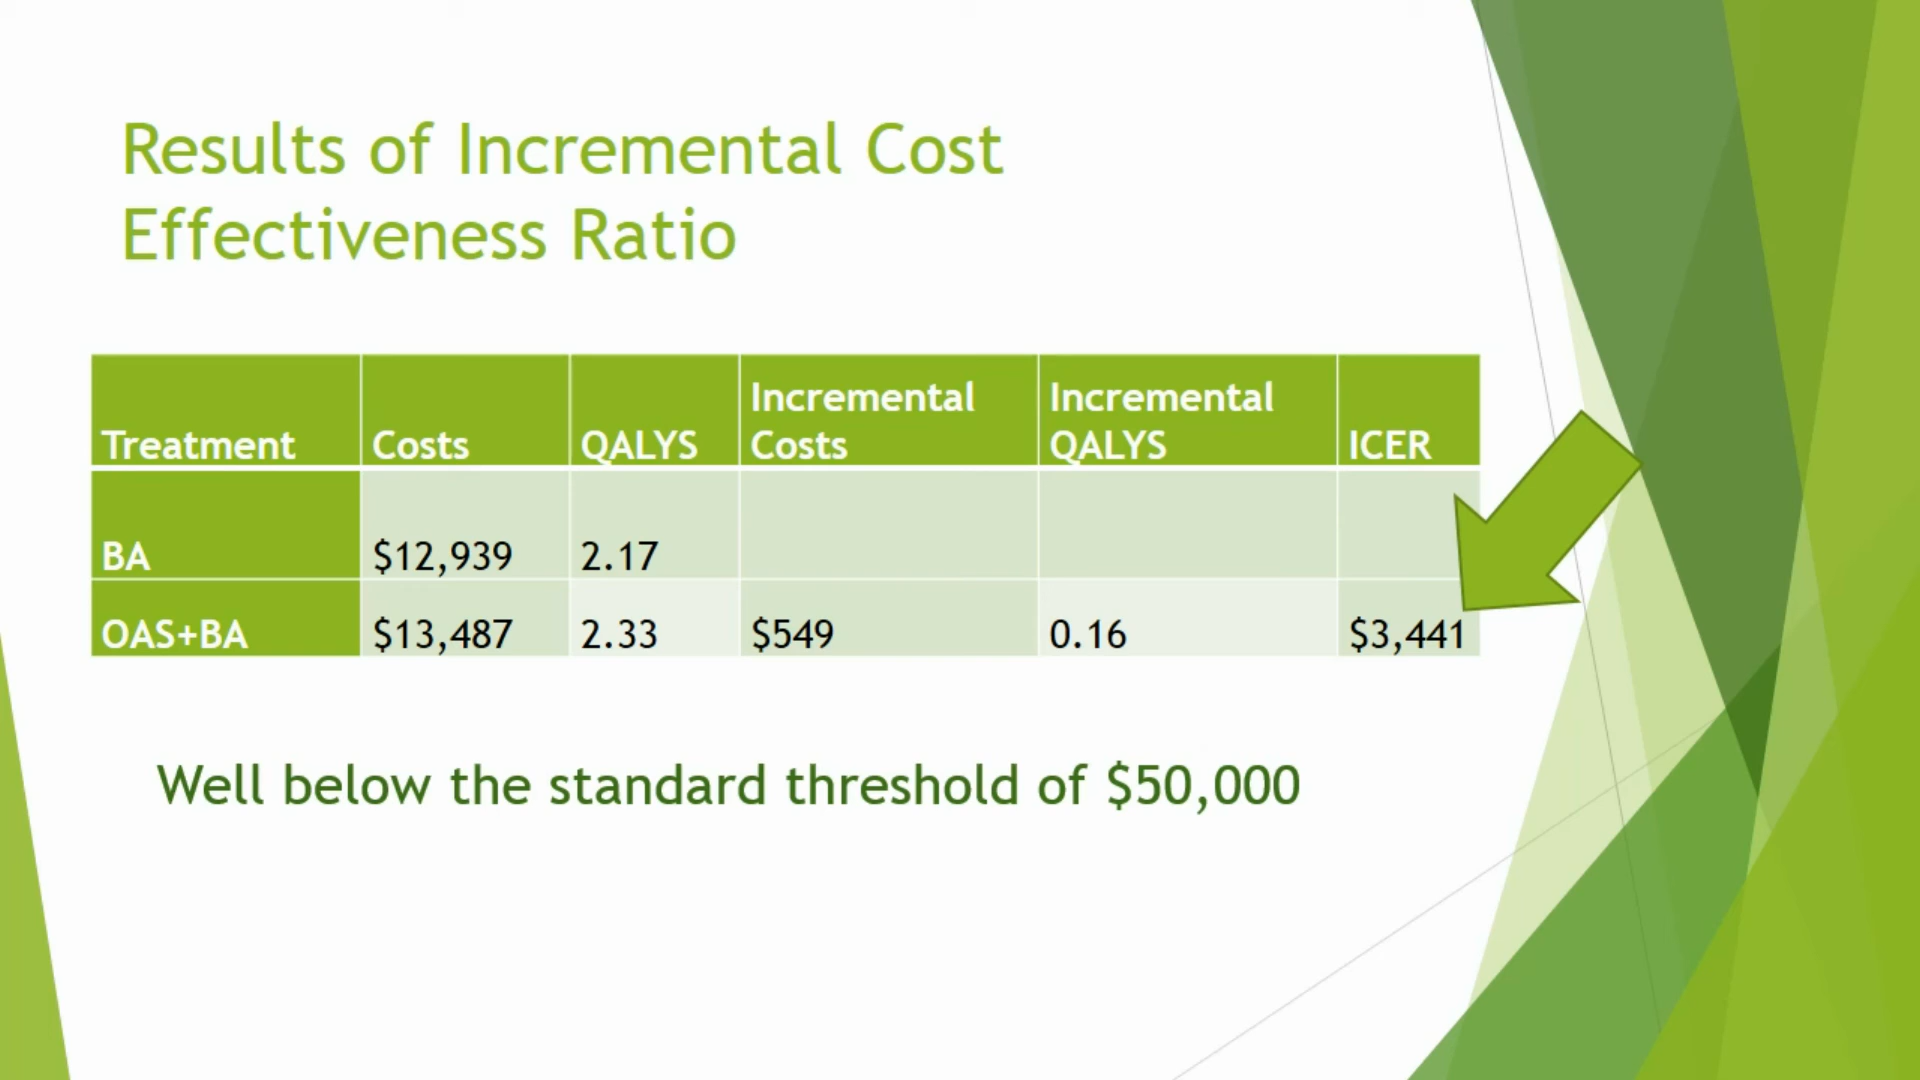 Results of Incremental Cost
Effectiveness Ratio
Treatment Costs QALYS Incremental Costs Incremental QALYS ICER
BA $12,939 2.17
OAS+BA $13,487 2.33 $549 0.16 $3,441
Well below the standard threshold of $50,000